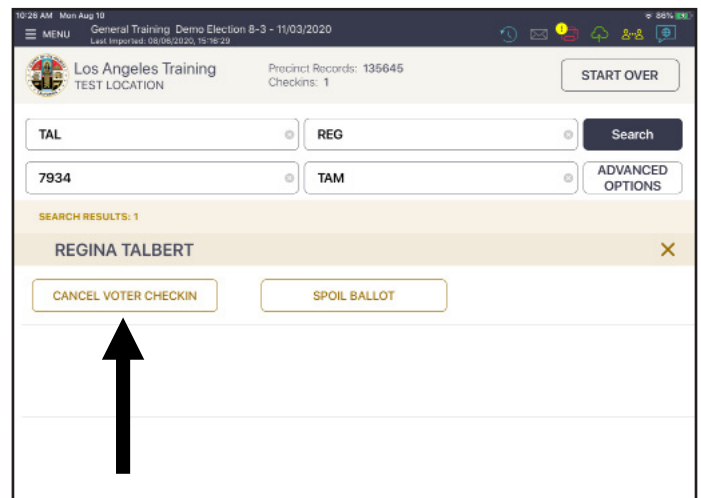 10:26 AM Mon Aug 10
86%
MENU
General Training Demo Election 8-3 - 11/03/2020
Last Imported: 08/06/2020, 15:16:29
Los Angeles Training
TEST LOCATION
Precinct Records: 135645
Checkins: 1
START OVER
TAL
REG
Search
7934
TAM
ADVANCED
OPTIONS
SEARCH RESULTS: 1
REGINA TALBERT
CANCEL VOTER CHECKIN
SPOIL BALLOT